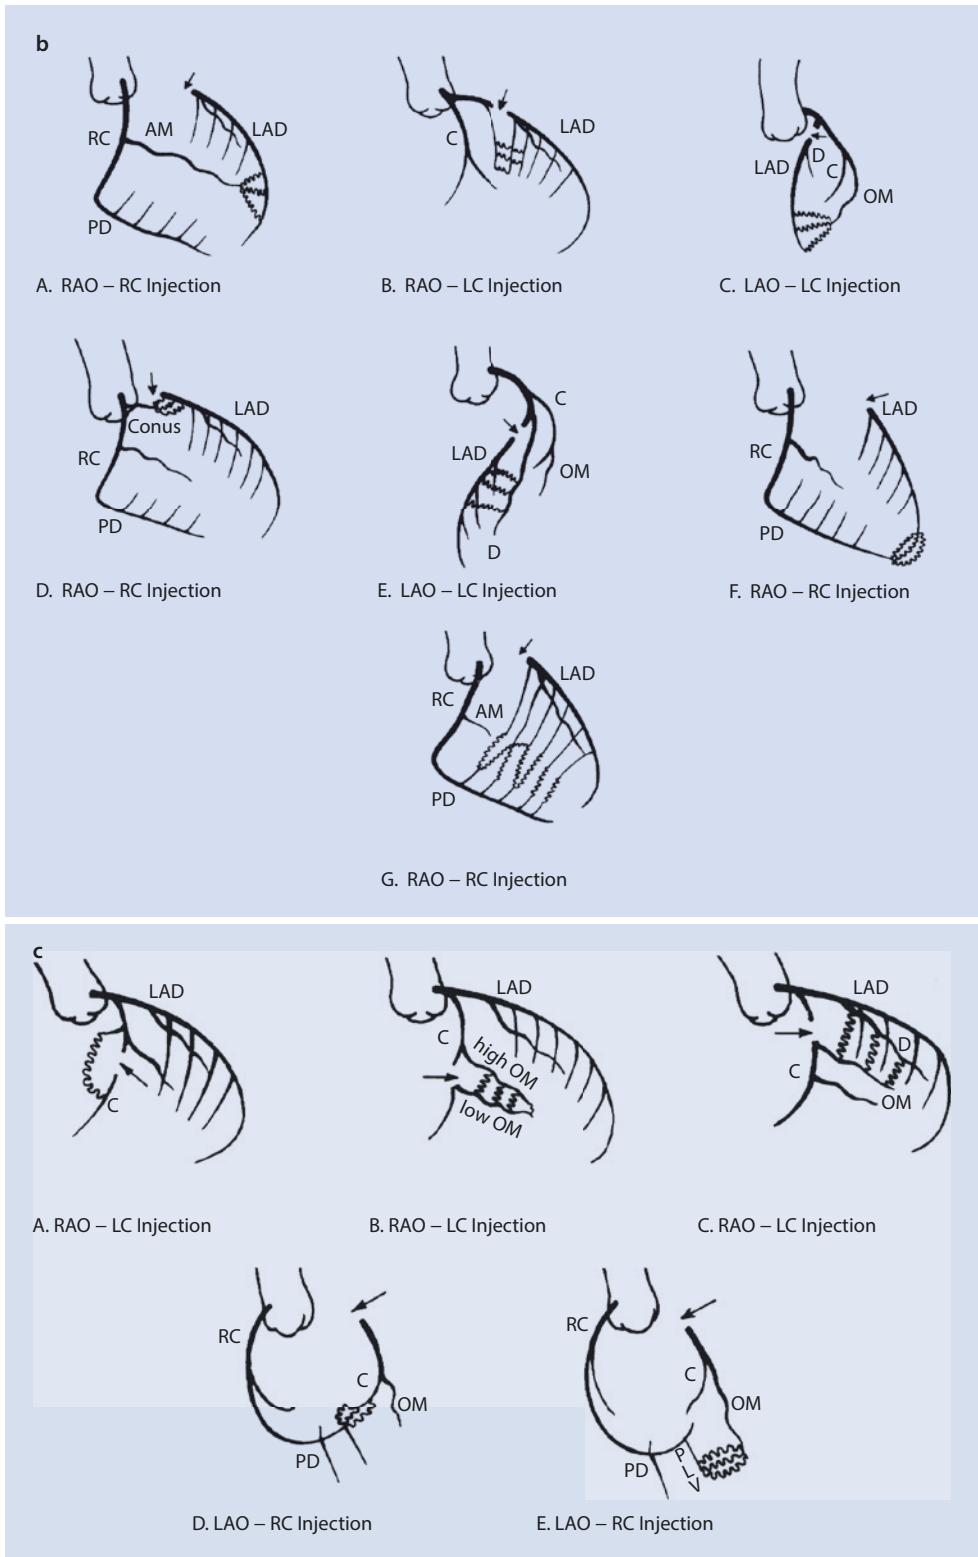 b
RC
AM
LAD
PD
A. RAO – RC Injection
C
LAD
B. RAO – LC Injection
LAD
D
C
OM
C. LAO – LC Injection
LAD
Conus
RC
PD
D. RAO – RC Injection
C
LAD
OM
D
E. LAO – LC Injection
LAD
RC
PD
F. RAO – RC Injection
LAD
RC
AM
PD
G. RAO – RC Injection
c
LAD
C
A. RAO – LC Injection
LAD
C
high OM
low OM
B. RAO – LC Injection
LAD
D
C
OM
C. RAO – LC Injection
RC
C
OM
PD
D. LAO – RC Injection
RC
C
OM
PLV
PD
E. LAO – RC Injection